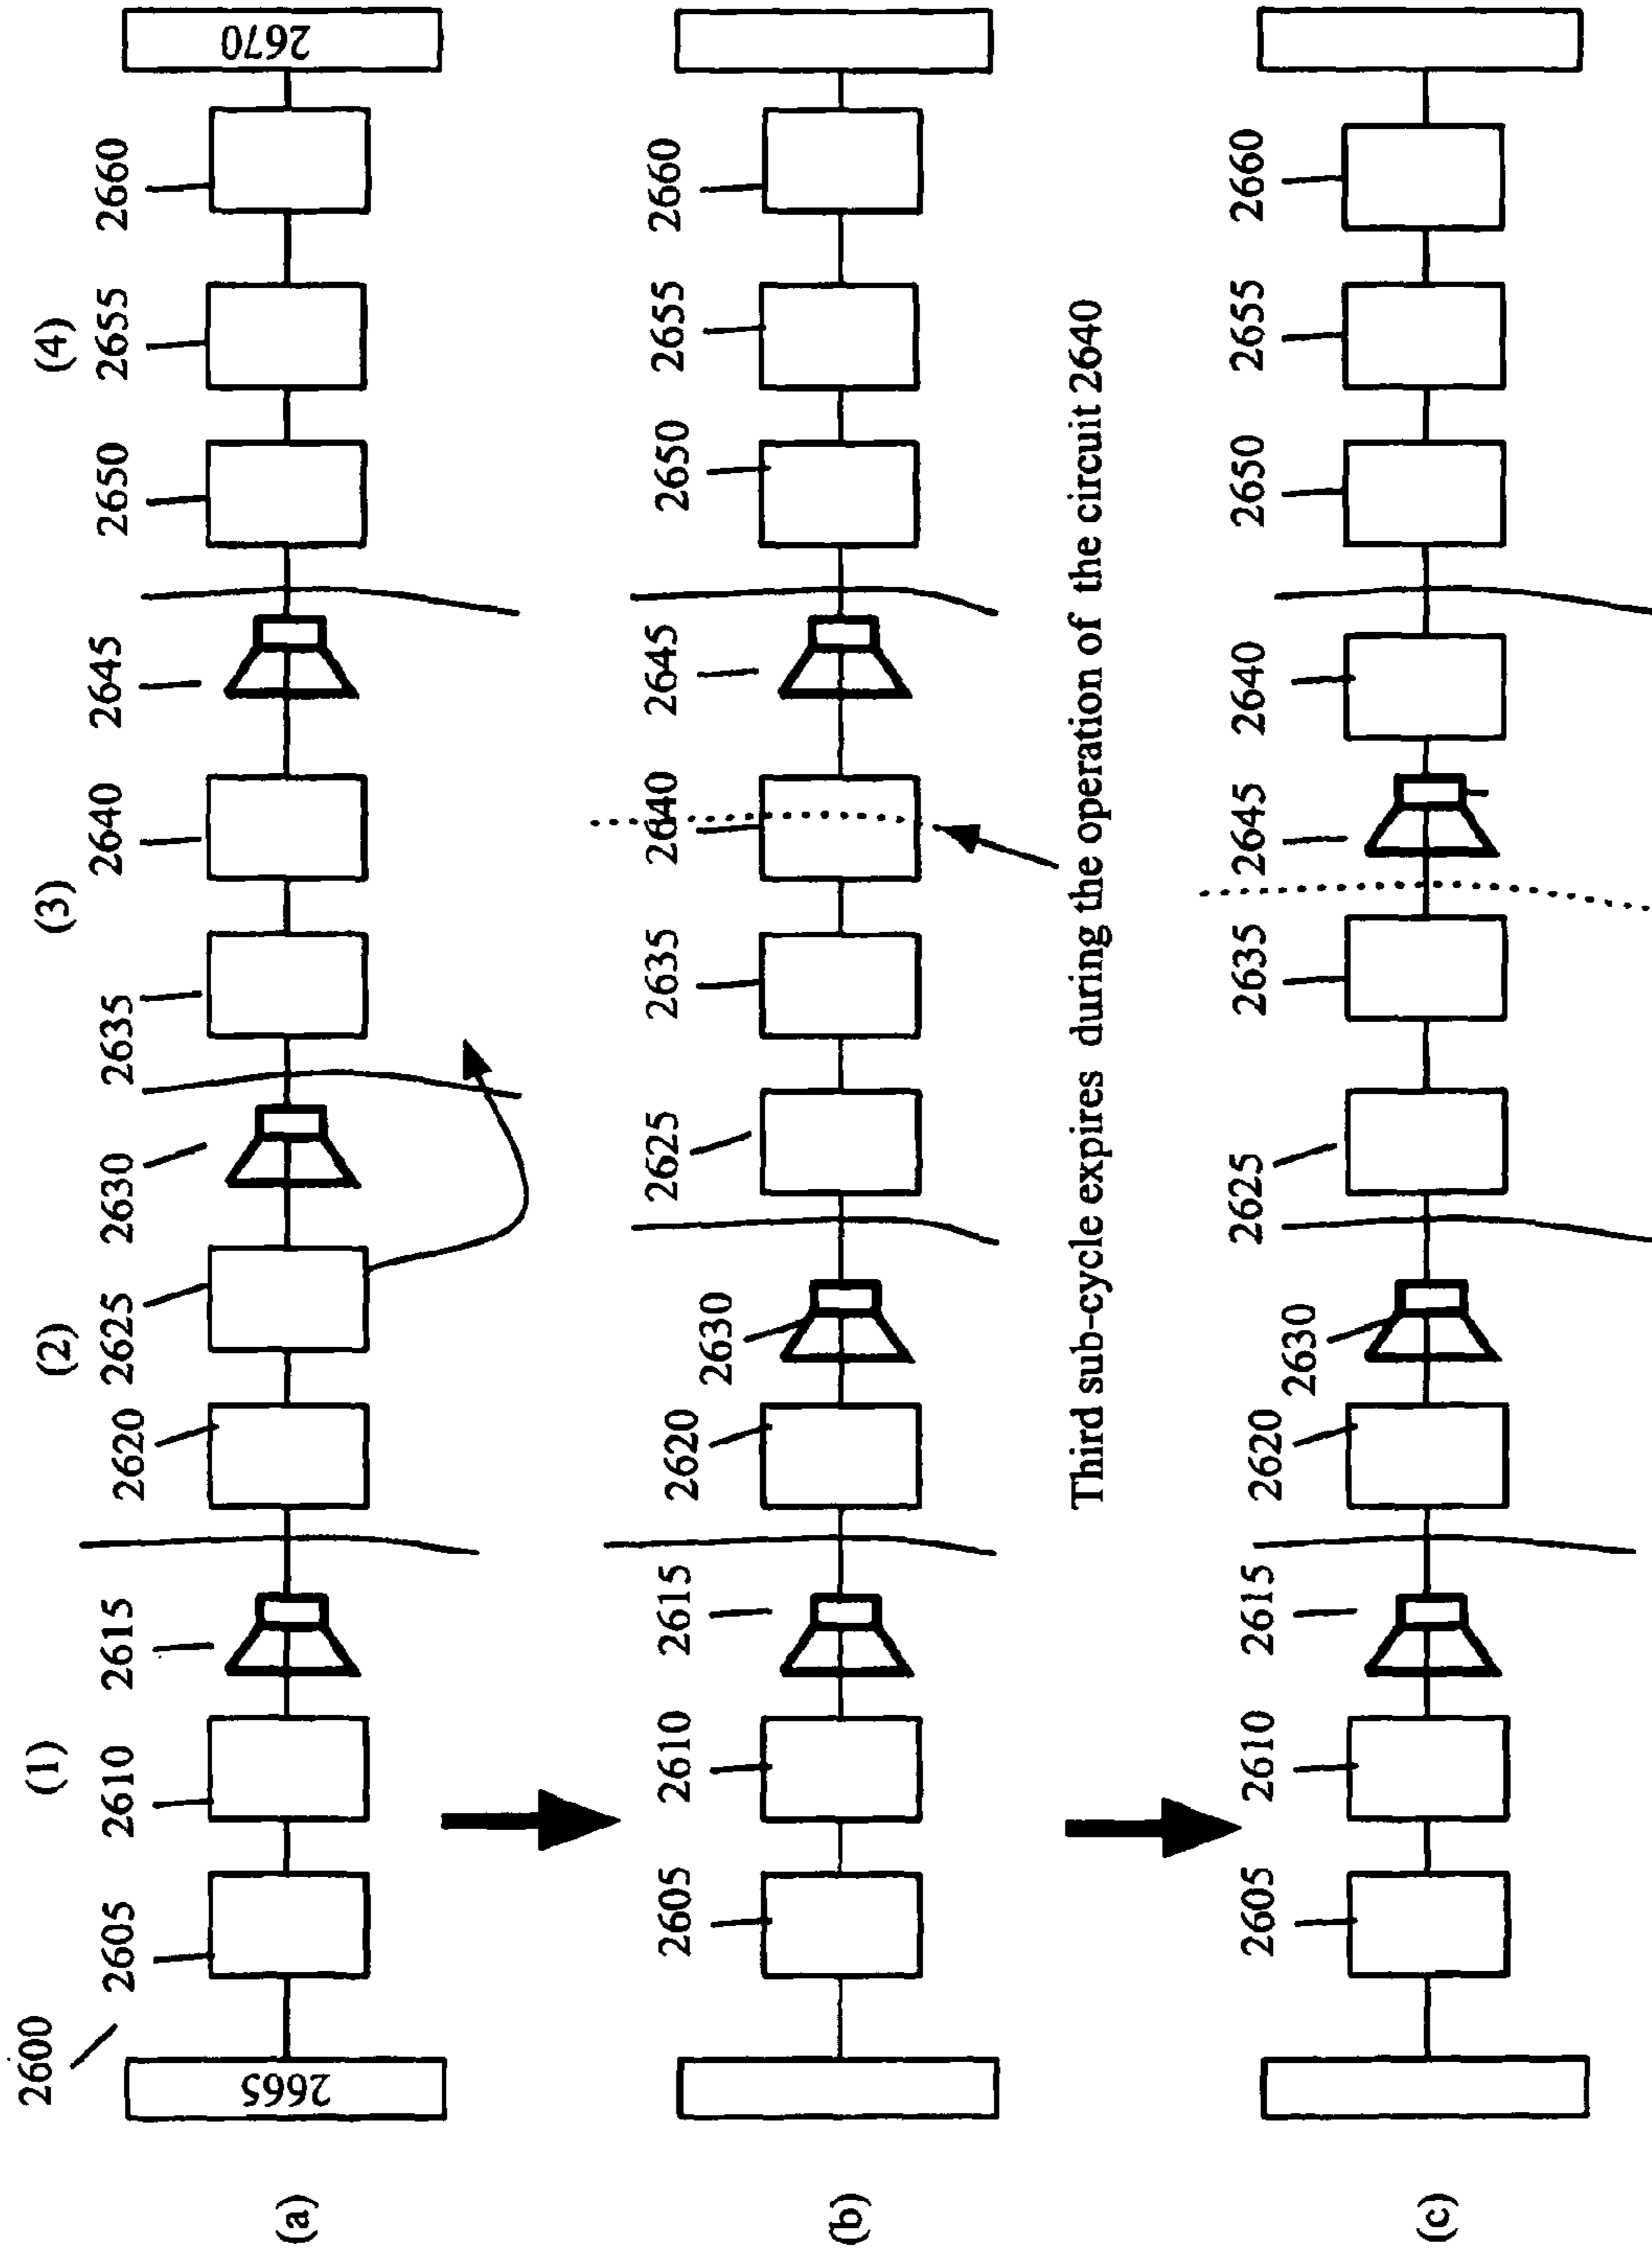 2600 (1) (2) (3) (4)
2605 2610 2615 2620 2625 2630 2635 2640 2645 2650 2655 2660
(a) 2665 2670
2605 2610 2615 2620 2630 2625 2635 2640 2645 2650 2655 2660
(b)
Third sub-cycle expires during the operation of the circuit 2640
2605 2610 2615 2620 2630 2625 2635 2645 2640 2650 2655 2660
(c)